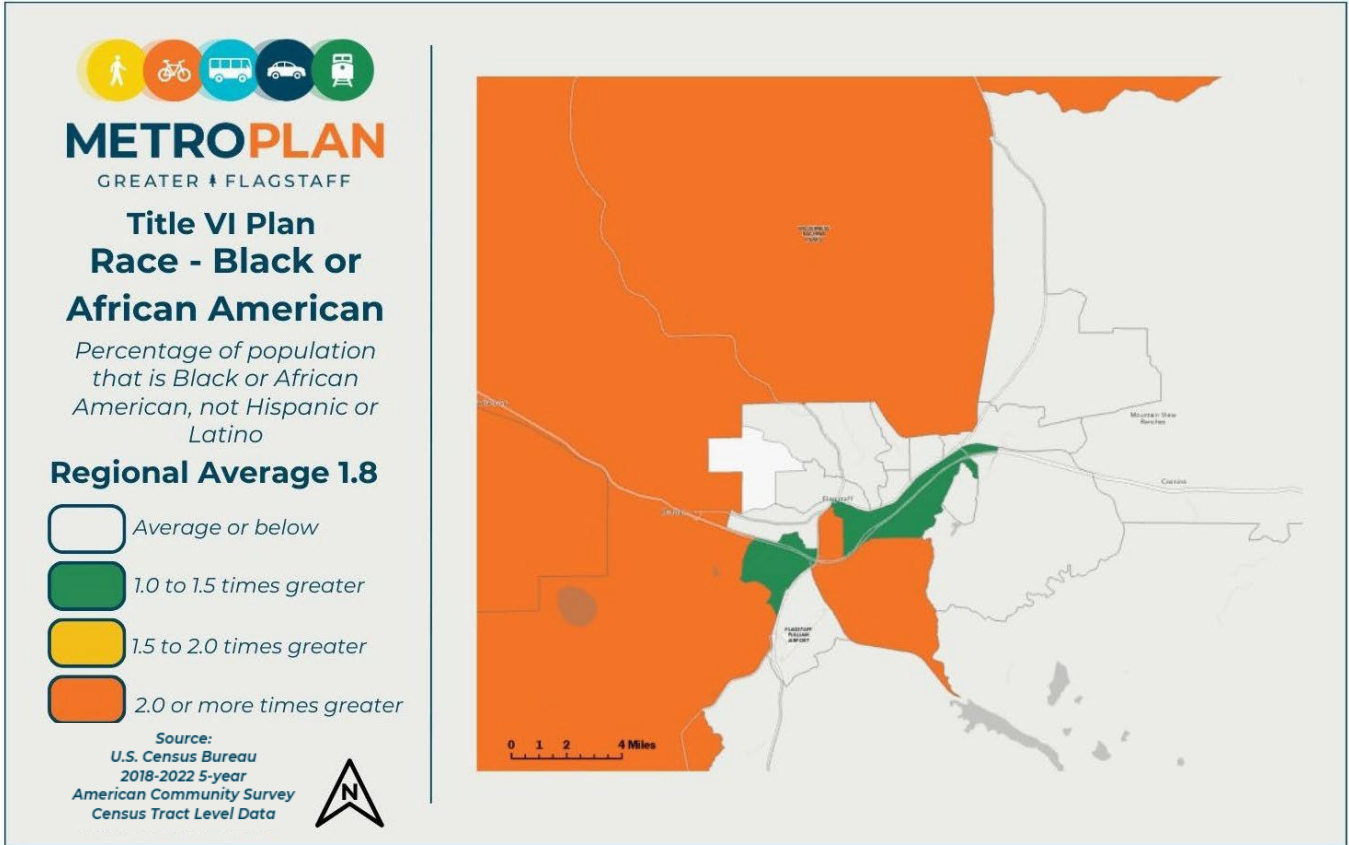 METROPLAN
GREATER FLAGSTAFF
Title VI Plan
Race - Black or
African American
Percentage of population
that is Black or African
American, not Hispanic or
Latino
Regional Average 1.8
Average or below
1.0 to 1.5 times greater
1.5 to 2.0 times greater
2.0 or more times greater
Source:
U.S. Census Bureau
2018-2022 5-year
American Community Survey
Census Tract Level Data
N
Mountain View
Ranches
Flagstaff
FLAGSTAFF
PULLIAM
AIRPORT
0 1 2 4 Miles